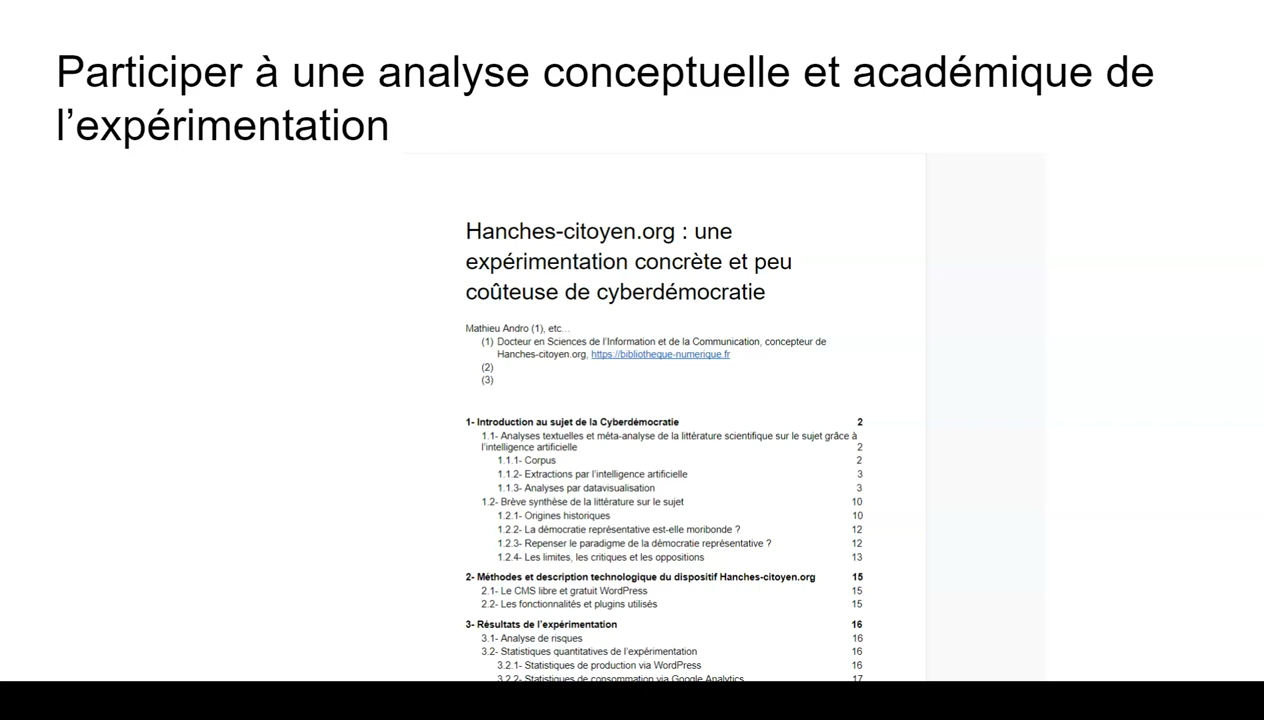 Participer à une analyse conceptuelle et académique de
l’expérimentation
Hanches-citoyen.org : une
expérimentation concrète et peu
coûteuse de cyberdémocratie
Mathieu Andro (1), etc...
(1) Docteur en Sciences de l’Information et de la Communication, concepteur de
Hanches-citoyen.org, https://bibliotheque-numerique.fr
(2)
(3)
1- Introduction au sujet de la Cyberdémocratie 2
1.1- Analyses textuelles et méta-analyse de la littérature scientifique sur le sujet grâce à
l’intelligence artificielle 2
1.1.1- Corpus 2
1.1.2- Extractions par l’intelligence artificielle 3
1.1.3- Analyses par datavisualisation 3
1.2- Brève synthèse de la littérature sur le sujet 10
1.2.1- Origines historiques 10
1.2.2- La démocratie représentative est-elle moribonde ? 12
1.2.3- Repenser le paradigme de la démocratie représentative ? 12
1.2.4- Les limites, les critiques et les oppositions 13
2- Méthodes et description technologique du dispositif Hanches-citoyen.org 15
2.1- Le CMS libre et gratuit WordPress 15
2.2- Les fonctionnalités et plugins utilisés 15
3- Résultats de l’expérimentation 16
3.1- Analyse de risques 16
3.2- Statistiques quantitatives de l’expérimentation 16
3.2.1- Statistiques de production via WordPress 16
3.2.2- Statistiques de consommation via Google Analytics 17